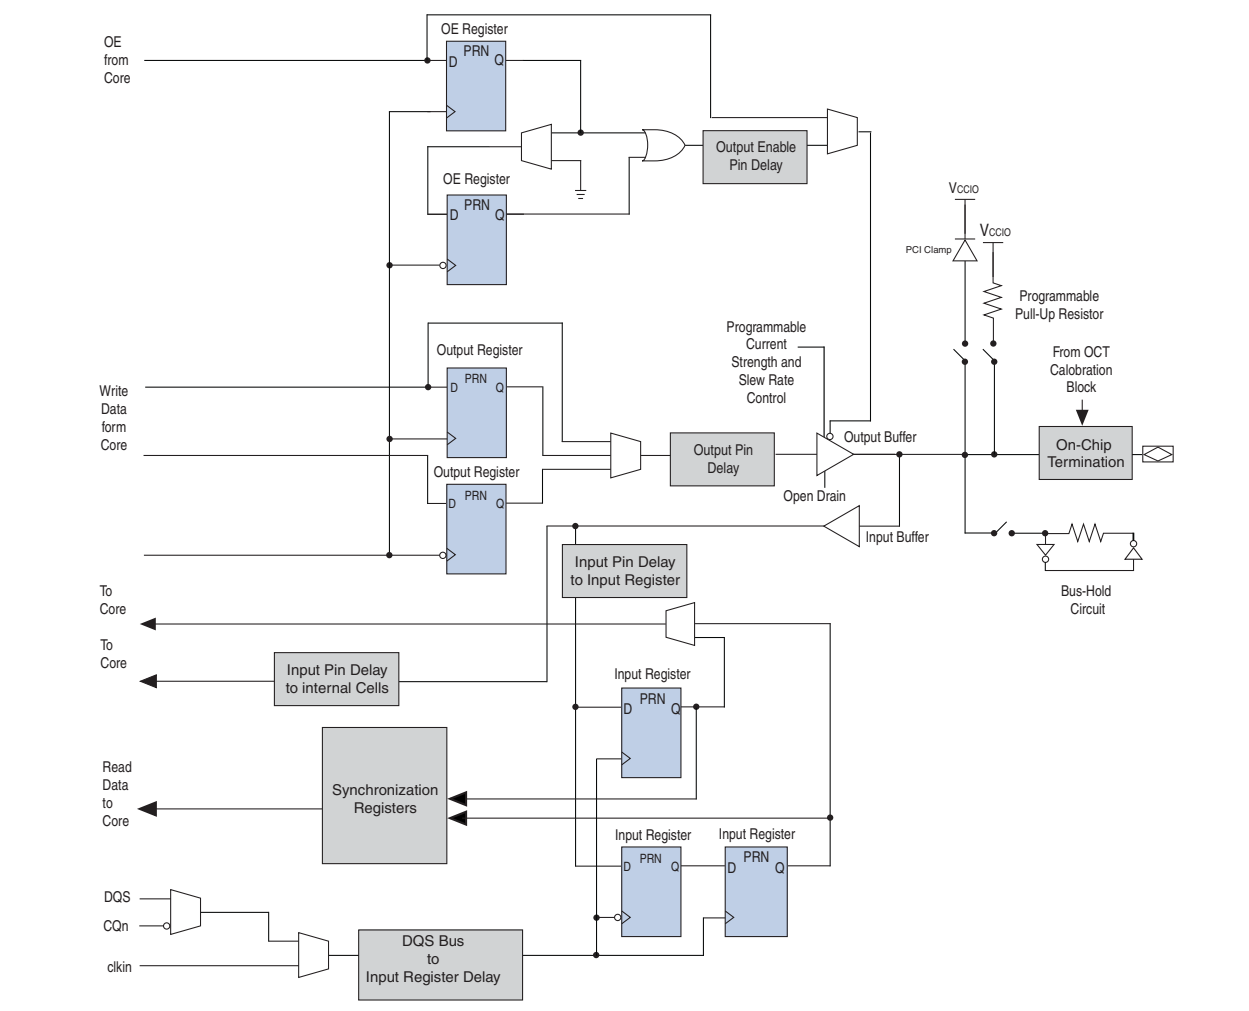 OE
from
Core
OE Register
PRN
D
Q
OE Register
PRN
D
Q
Output Enable
Pin Delay
VCCIO
PCI Clamp
VCCIO
Programmable
Pull-Up Resistor
From OCT
Calobration
Block
On-Chip
Termination
Programmable
Current
Strength and
Slew Rate
Control
Write
Data
form
Core
Output Register
PRN
D
Q
Output Register
PRN
D
Q
Output Pin
Delay
Output Buffer
Open Drain
Input Buffer
Bus-Hold
Circuit
Input Pin Delay
to Input Register
To
Core
To
Core
Input Pin Delay
to internal Cells
Input Register
PRN
D
Q
Read
Data
to
Core
Synchronization
Registers
Input Register
PRN
D
Q
Input Register
PRN
D
Q
DQS
CQn
clkin
DQS Bus
to
Input Register Delay